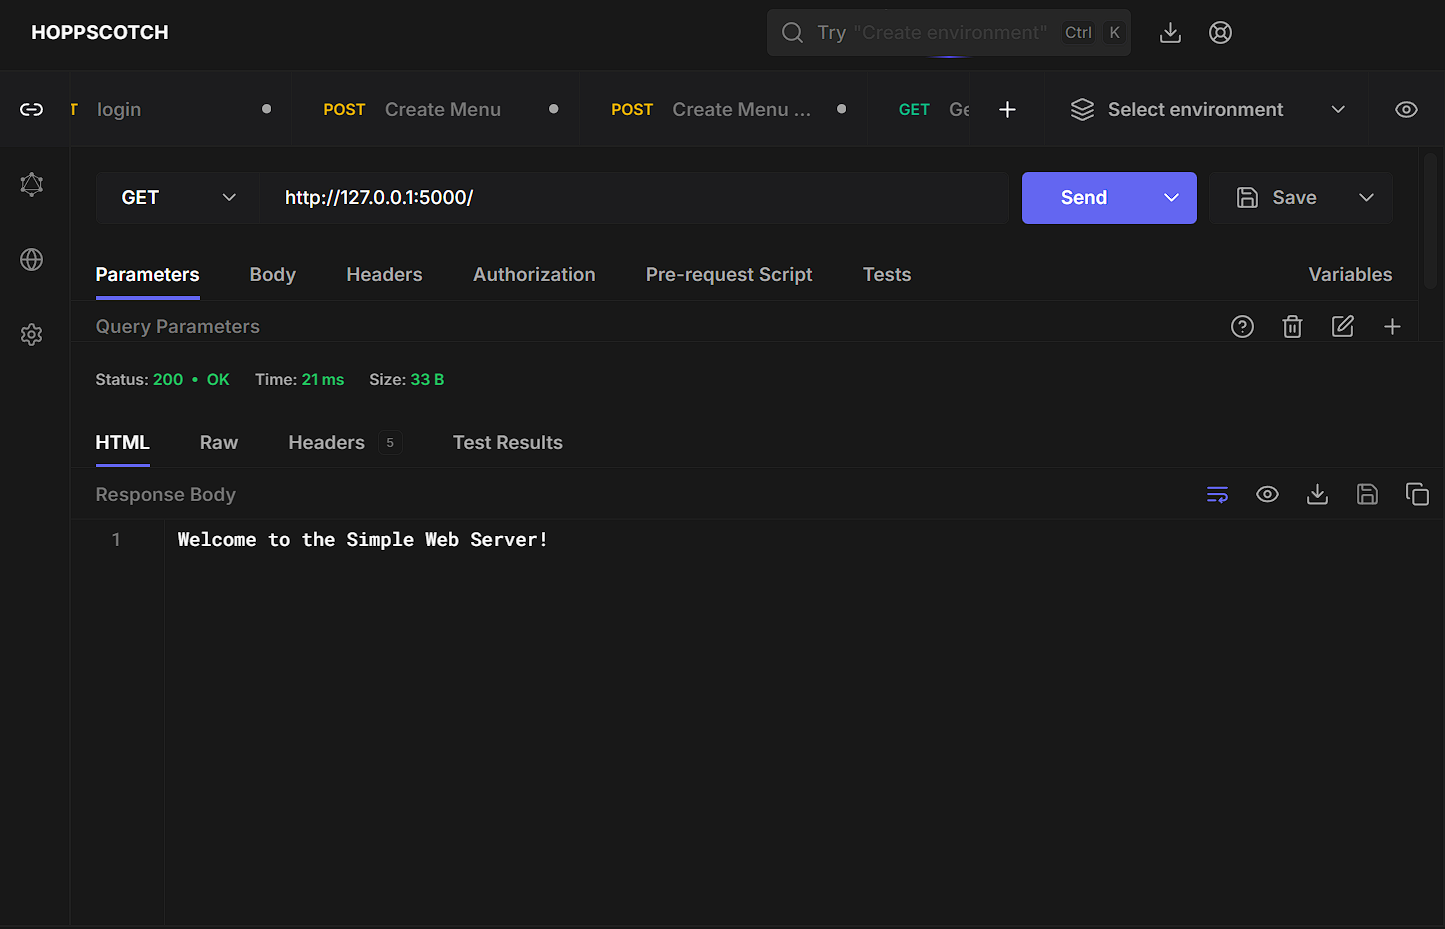 HOPPSCOTCH
Try "Create environment" Ctrl K
T login
POST Create Menu
POST Create Menu ...
GET Ge
Select environment
GET http://127.0.0.1:5000/ Send Save
Parameters Body Headers Authorization Pre-request Script Tests Variables
Query Parameters
Status: 200 • OK Time: 21 ms Size: 33 B
HTML Raw Headers 5 Test Results
Response Body
1 Welcome to the Simple Web Server!